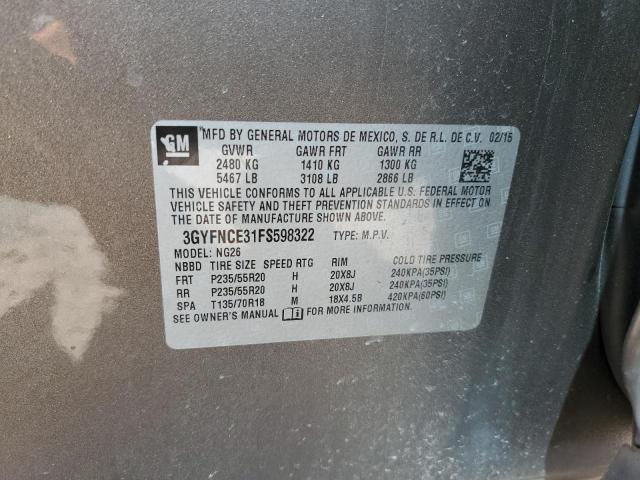 GM
MFD BY GENERAL MOTORS DE MEXICO, S. DE R.L. DE C.V. 02/15
GVWR GAWR FRT GAWR RR
2480 KG 1410 KG 1300 KG
5467 LB 3108 LB 2866 LB
THIS VEHICLE CONFORMS TO ALL APPLICABLE U.S. FEDERAL MOTOR
VEHICLE SAFETY AND THEFT PREVENTION STANDARDS IN EFFECT ON
THE DATE OF MANUFACTURE SHOWN ABOVE.
3GYFNCE31FS598322 TYPE: M.P.V.
MODEL: NG26
NBBD TIRE SIZE SPEED RTG RIM COLD TIRE PRESSURE
FRT P235/55R20 H 20X8J 240KPA(35PSI)
RR P235/55R20 H 20X8J 240KPA(35PSI)
SPA T135/70R18 M 18X4.5B 420KPA(60PSI)
SEE OWNER'S MANUAL FOR MORE INFORMATION.